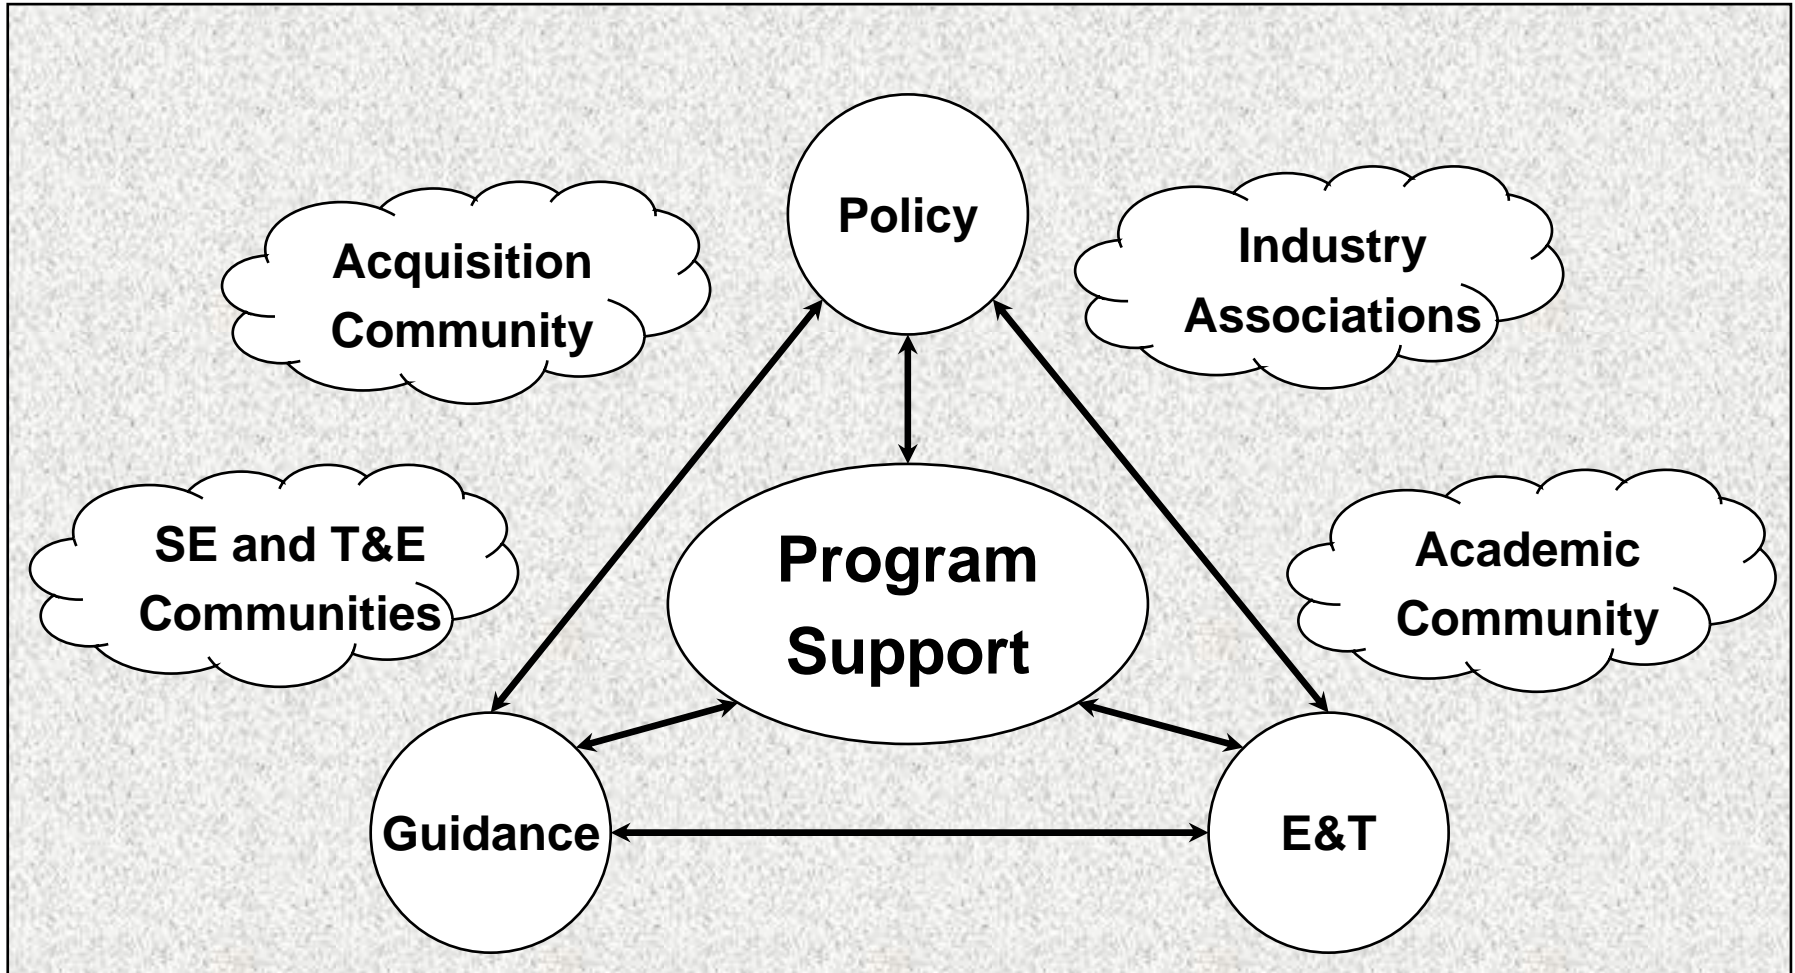 Policy
Acquisition
Community
Industry
Associations
SE and T&E
Communities
Program
Support
Academic
Community
Guidance
E&T